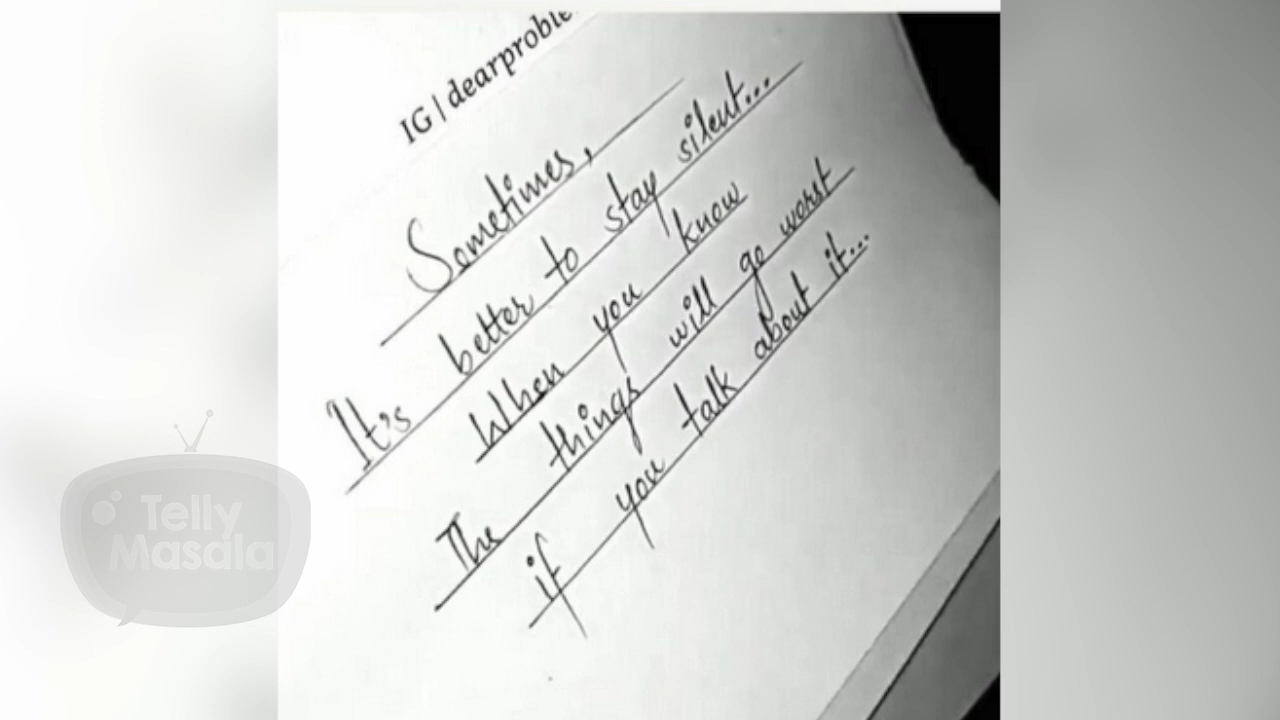 IG / dearproble
Sometimes,
It's better to stay silent...
When you know
The things will go worst
if you talk about it...
Telly
Masala